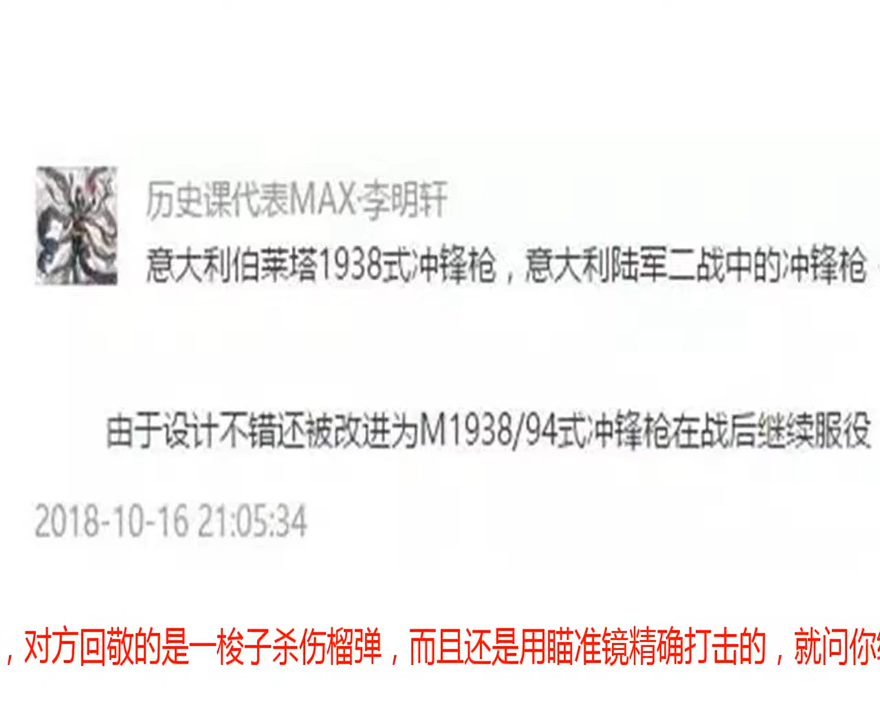 历史课代表MAX-李明轩
意大利伯莱塔1938式冲锋枪，意大利陆军二战中的冲锋枪
由于设计不错还被改进为M1938/94式冲锋枪在战后继续服役
2018-10-16 21:05:34
，对方回敬的是一梭子杀伤榴弹，而且还是用瞄准镜精确打击的，就问你